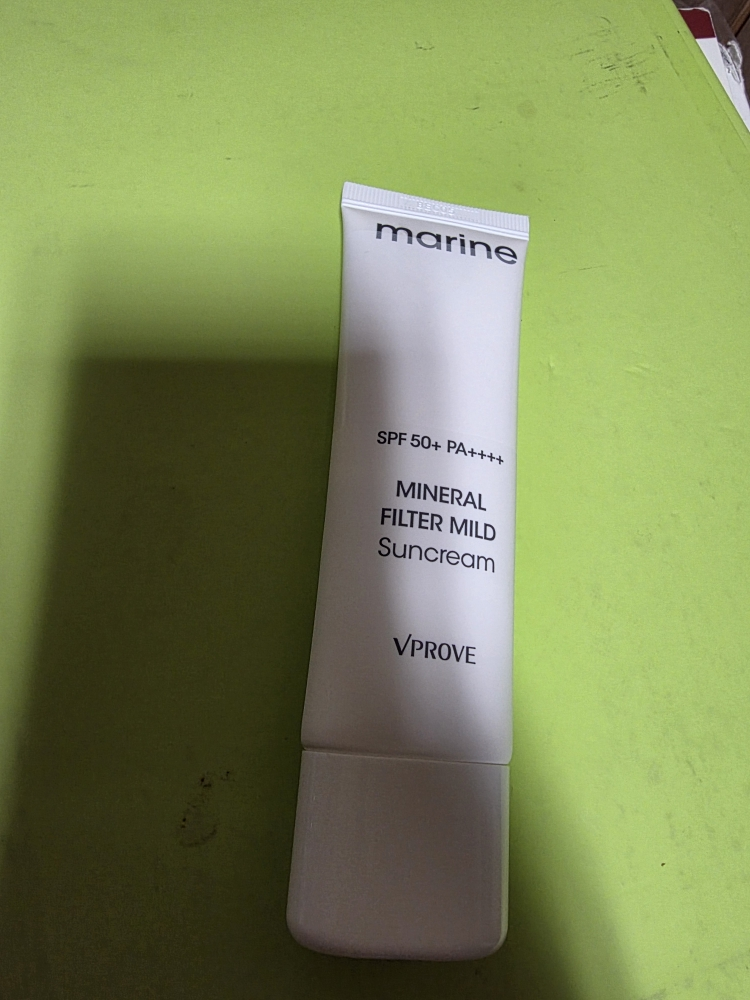 marine
SPF 50+ PA++++
MINERAL
FILTER MILD
Suncream
VPROVE